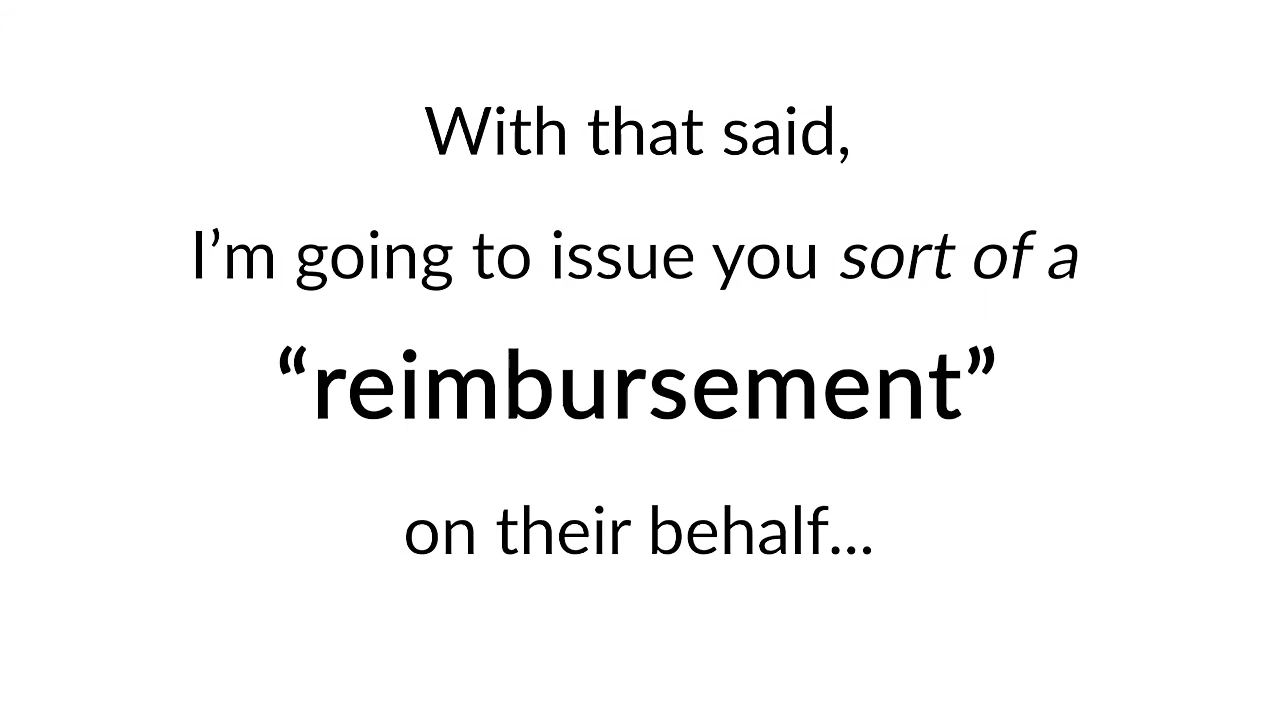 With that said,
I’m going to issue you sort of a
“reimbursement”
on their behalf...